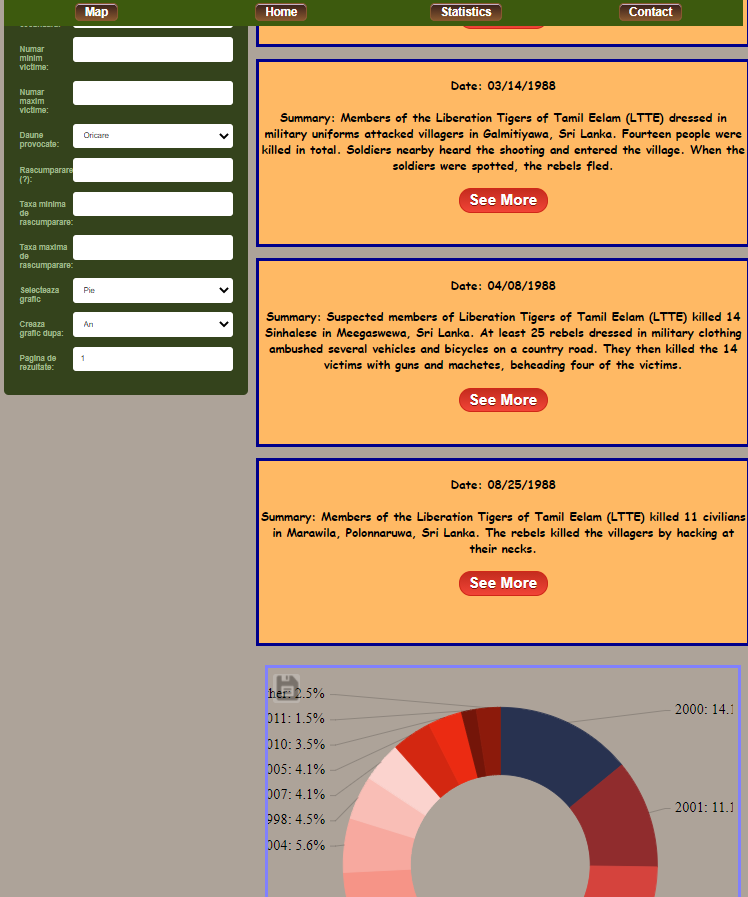 Map
Home
Statistics
Contact
Numar
minim
victime:
Numar
maxim
victime:
Daune
provocate:
Oricare
Rascumparare
(?):
Taxa minima
de
rascumparare:
Taxa maxima
de
rascumparare:
Selecteaza
grafic
Pie
Creaza
grafic dupa:
An
Pagina de
rezultate:
1
Date: 03/14/1988
Summary: Members of the Liberation Tigers of Tamil Eelam (LTTE) dressed in
military uniforms attacked villagers in Galmitiyawa, Sri Lanka. Fourteen people were
killed in total. Soldiers nearby heard the shooting and entered the village. When the
soldiers were spotted, the rebels fled.
See More
Date: 04/08/1988
Summary: Suspected members of Liberation Tigers of Tamil Eelam (LTTE) killed 14
Sinhalese in Meegaswewa, Sri Lanka. At least 25 rebels dressed in military clothing
ambushed several vehicles and bicycles on a country road. They then killed the 14
victims with guns and machetes, beheading four of the victims.
See More
Date: 08/25/1988
Summary: Members of the Liberation Tigers of Tamil Eelam (LTTE) killed 11 civilians
in Marawila, Polonnaruwa, Sri Lanka. The rebels killed the villagers by hacking at
their necks.
See More
her: 2.5%
011: 1.5%
010: 3.5%
005: 4.1%
007: 4.1%
998: 4.5%
004: 5.6%
2000: 14.1
2001: 11.1